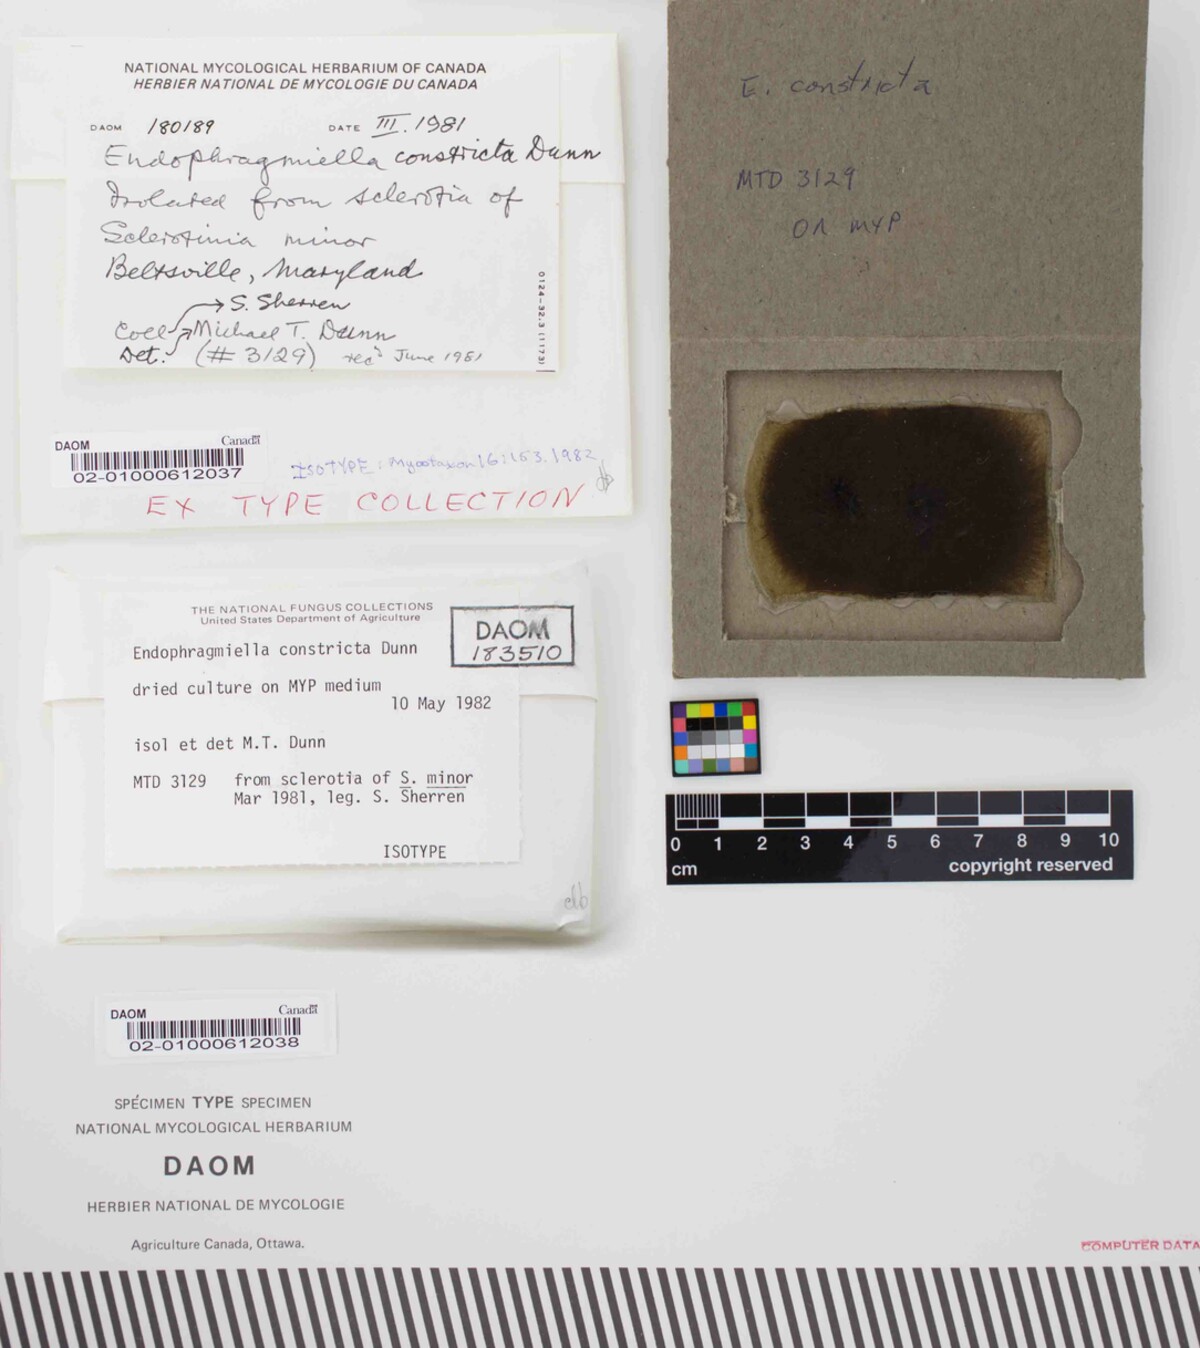 NATIONAL MYCOLOGICAL HERBARIUM OF CANADA
HERBIER NATIONAL DE MYCOLOGIE DU CANADA
DAOM 180189 DATE III. 1981
Endophragmiella constricta Dunn
Isolated from sclerotia of
Sclerotinia minor
Beltsville, Maryland
→ S. Sherren
Coll Michael T. Dunn
Det. (# 3129) rec'd June 1981
0124-32.3 (11/73)
DAOM Canada
02-01000612037
ISOTYPE: Mycotaxon 16:153. 1982
EX TYPE COLLECTION
THE NATIONAL FUNGUS COLLECTIONS
United States Department of Agriculture
DAOM
183510
Endophragmiella constricta Dunn
dried culture on MYP medium
10 May 1982
isol et det M.T. Dunn
MTD 3129 from sclerotia of S. minor
Mar 1981, leg. S. Sherren
ISOTYPE
DAOM Canada
02-01000612038
SPÉCIMEN TYPE SPECIMEN
NATIONAL MYCOLOGICAL HERBARIUM
DAOM
HERBIER NATIONAL DE MYCOLOGIE
Agriculture Canada, Ottawa.
E. constricta
MTD 3129
on MYP
0 1 2 3 4 5 6 7 8 9 10
cm copyright reserved
COMPUTER DATA